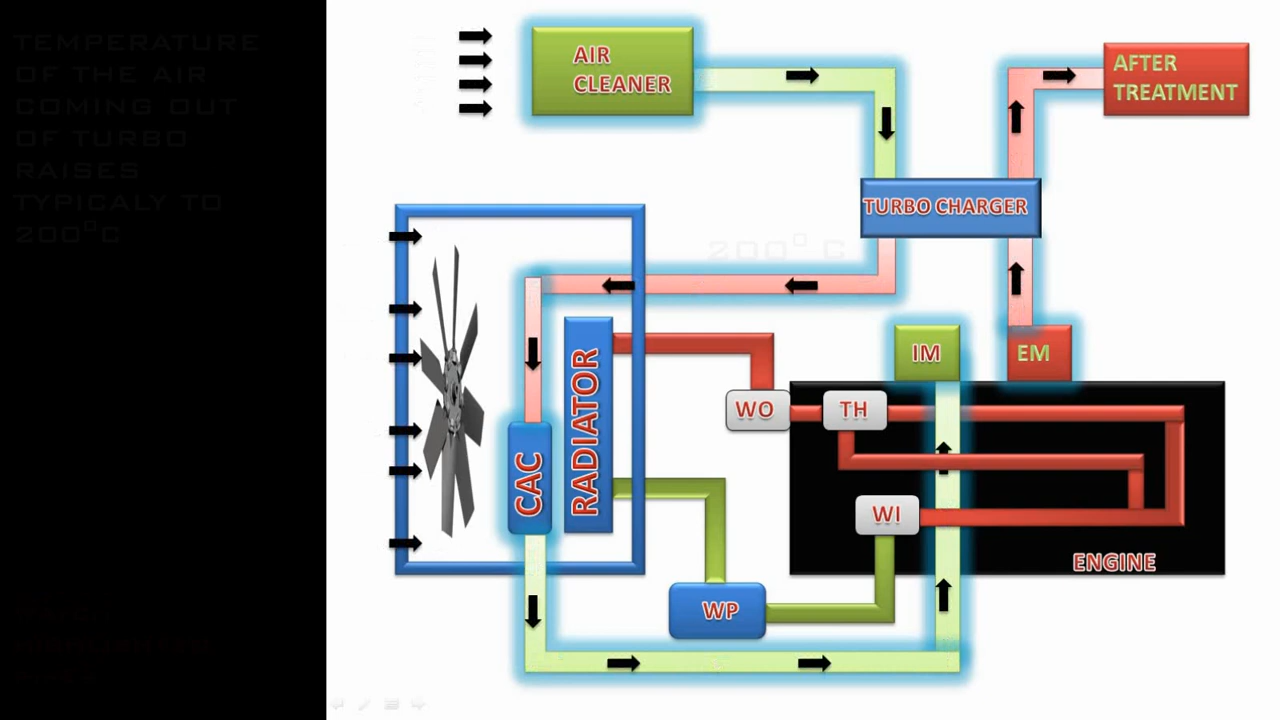 TEMPERATURE
OF THE AIR
COMING OUT
OF TURBO
RAISES
TYPICALY TO
200°C
AIR
CLEANER
AFTER
TREATMENT
TURBO CHARGER
200° C
IM
EM
WO
TH
RADIATOR
CAC
WI
ENGINE
WP